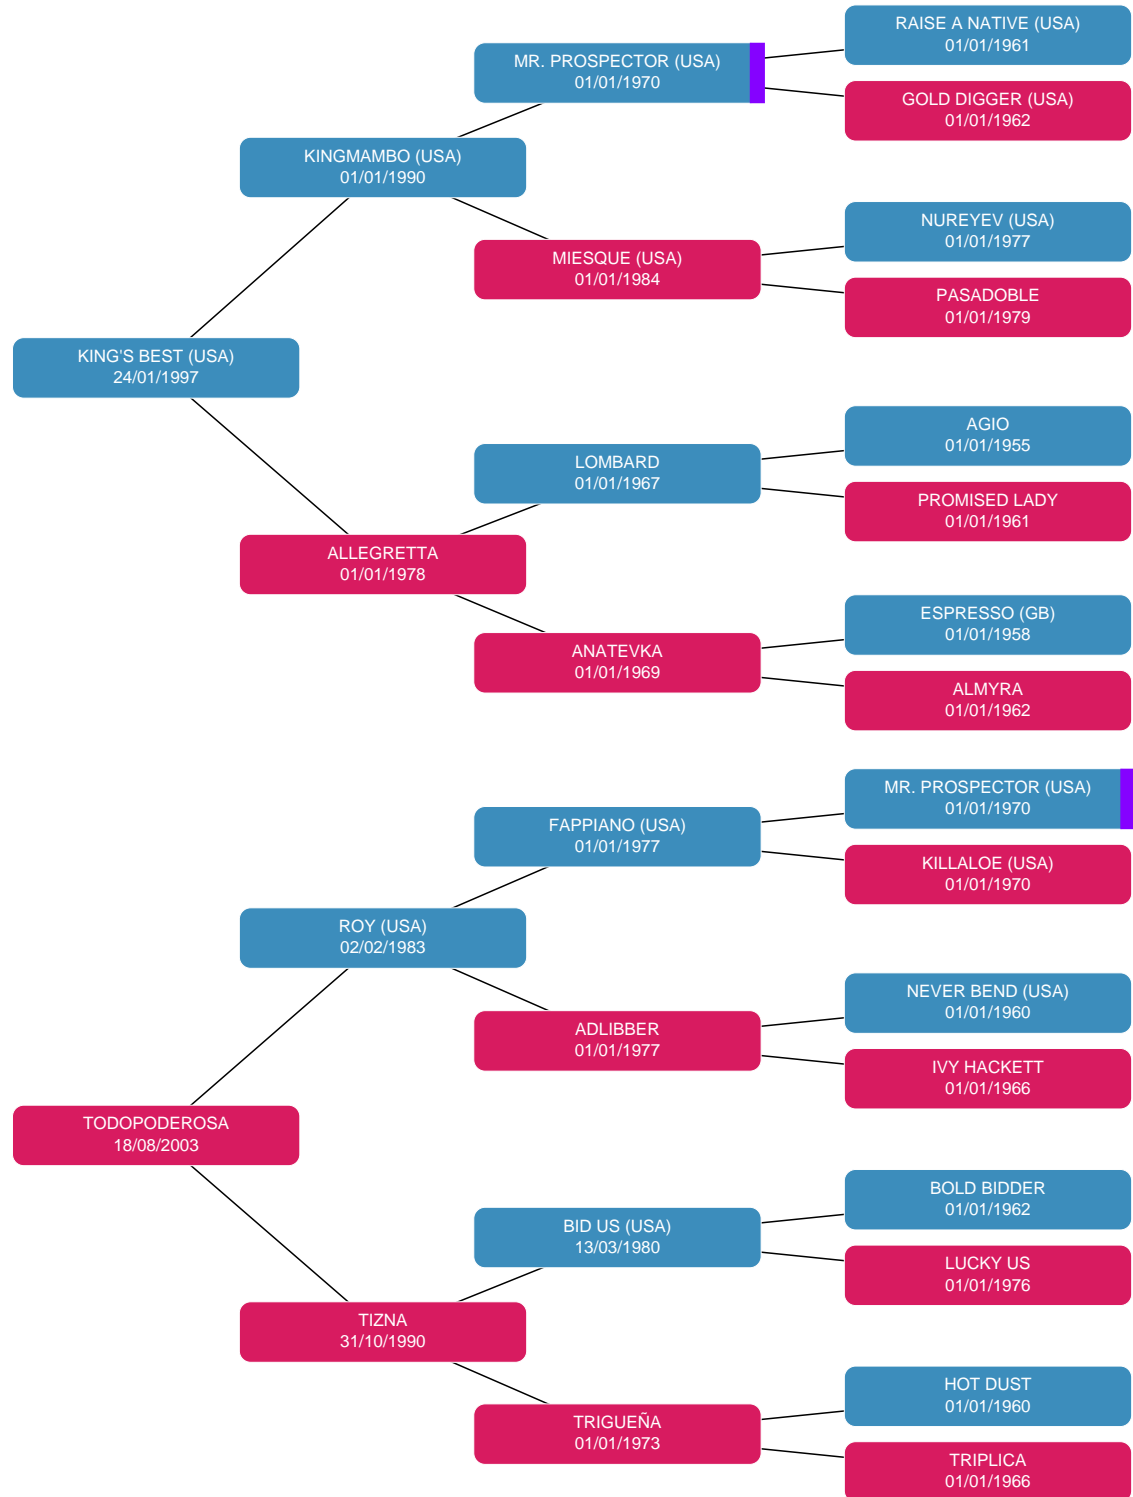 RAISE A NATIVE (USA)
01/01/1961
MR. PROSPECTOR (USA)
01/01/1970
GOLD DIGGER (USA)
01/01/1962
KINGMAMBO (USA)
01/01/1990
NUREYEV (USA)
01/01/1977
MIESQUE (USA)
01/01/1984
PASADOBLE
01/01/1979
KING'S BEST (USA)
24/01/1997
AGIO
01/01/1955
LOMBARD
01/01/1967
PROMISED LADY
01/01/1961
ALLEGRETTA
01/01/1978
ESPRESSO (GB)
01/01/1958
ANATEVKA
01/01/1969
ALMYRA
01/01/1962
MR. PROSPECTOR (USA)
01/01/1970
FAPPIANO (USA)
01/01/1977
KILLALOE (USA)
01/01/1970
ROY (USA)
02/02/1983
NEVER BEND (USA)
01/01/1960
ADLIBBER
01/01/1977
IVY HACKETT
01/01/1966
TODOPODEROSA
18/08/2003
BOLD BIDDER
01/01/1962
BID US (USA)
13/03/1980
LUCKY US
01/01/1976
TIZNA
31/10/1990
HOT DUST
01/01/1960
TRIGUEÑA
01/01/1973
TRIPLICA
01/01/1966